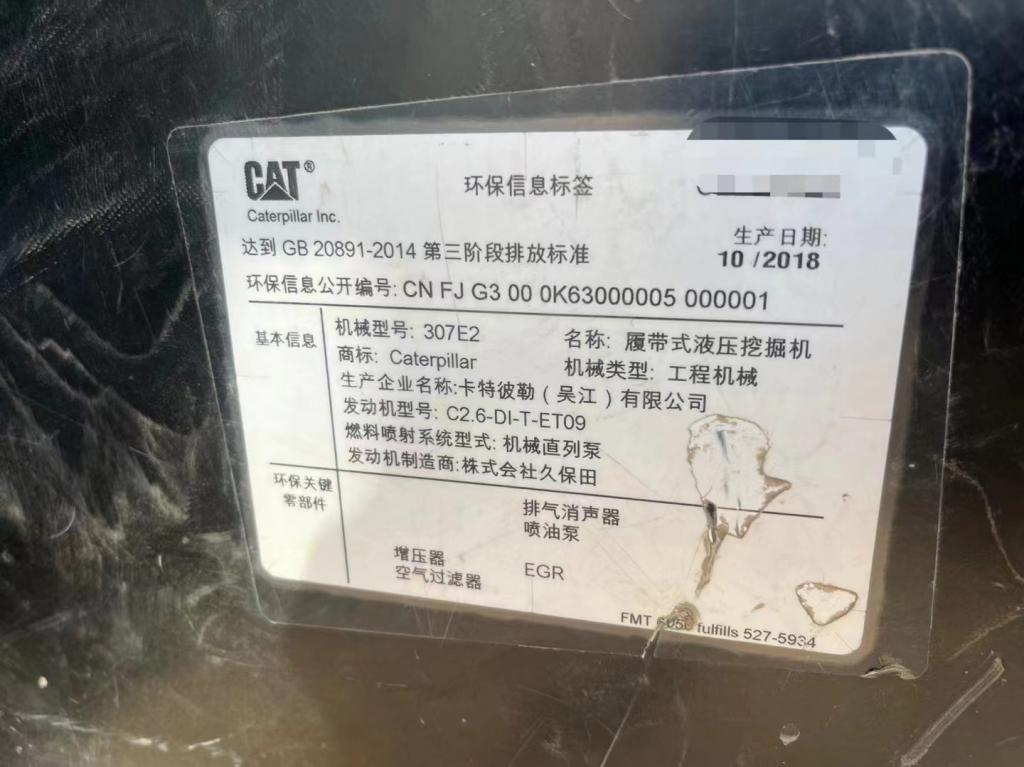 CAT®
Caterpillar Inc.
环保信息标签
达到 GB 20891-2014 第三阶段排放标准
生产日期:
10 /2018
环保信息公开编号: CN FJ G3 00 0K63000005 000001
基本信息
机械型号: 307E2
名称: 履带式液压挖掘机
商标: Caterpillar
机械类型: 工程机械
生产企业名称:卡特彼勒（吴江）有限公司
发动机型号: C2.6-DI-T-ET09
燃料喷射系统型式: 机械直列泵
发动机制造商:株式会社久保田
环保关键
零部件
排气消声器
喷油泵
增压器
空气过滤器
EGR
FMT fulfills 527-5934